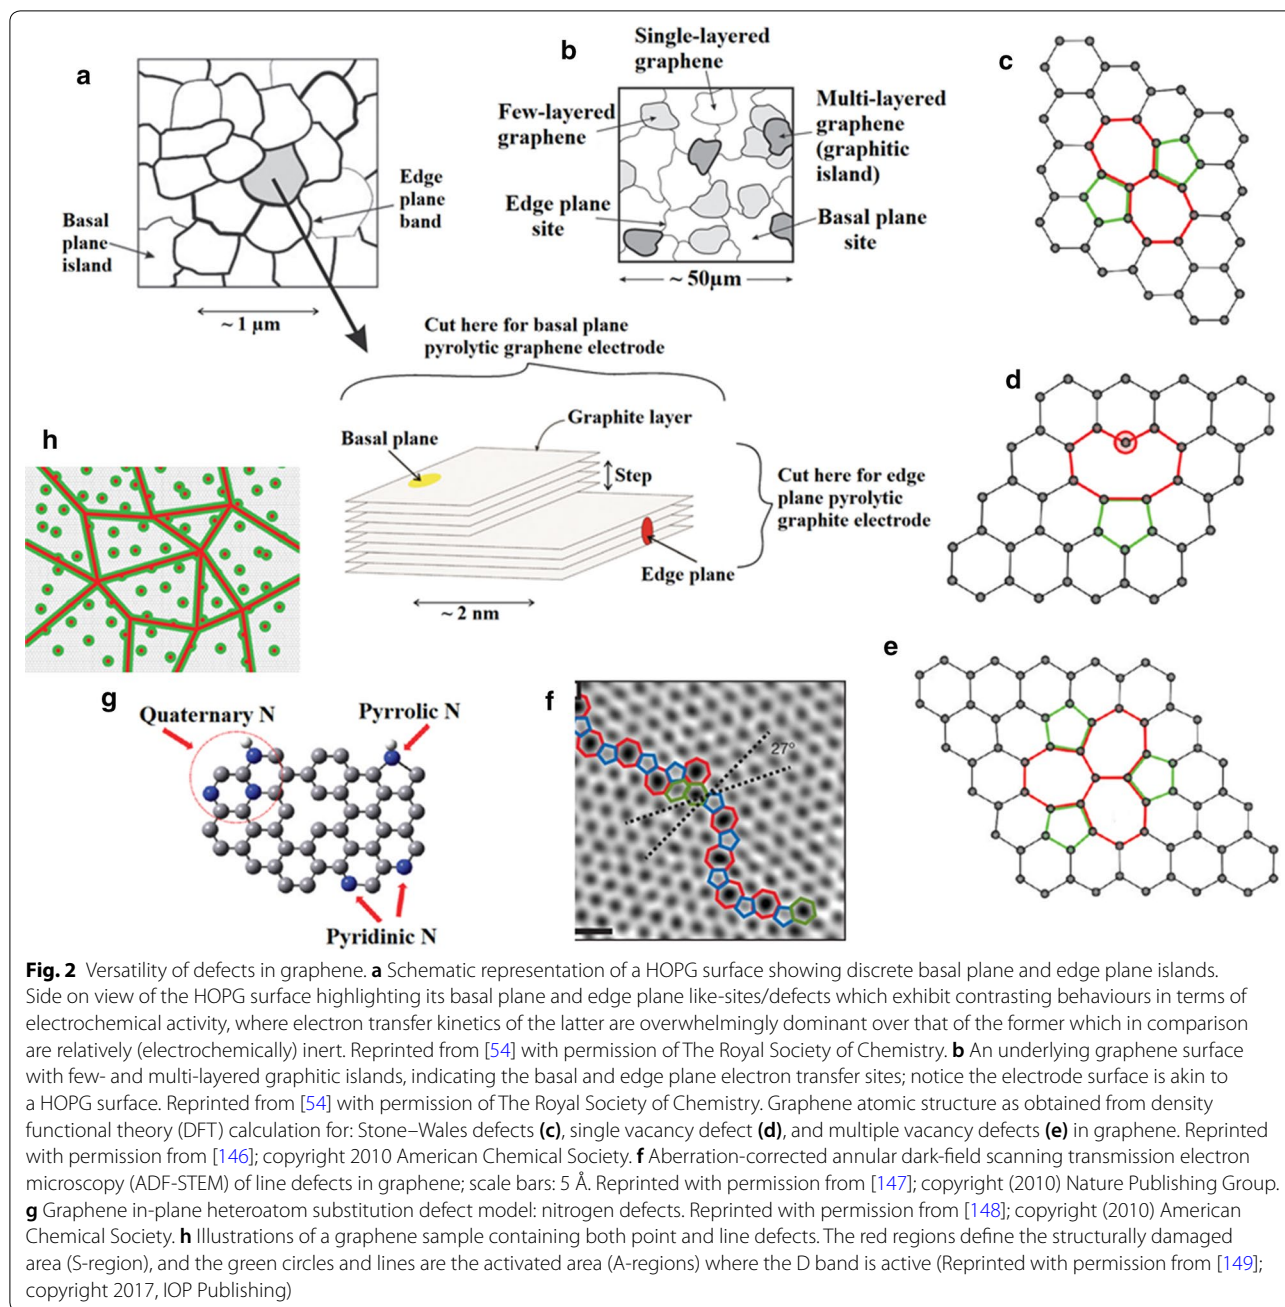 a
Basal
plane
island
Edge
plane
band
~ 1 µm
b
Single-layered
graphene
Few-layered
graphene
Multi-layered
graphene
(graphitic
island)
Edge plane
site
Basal plane
site
~ 50µm
c
Cut here for basal plane
pyrolytic graphene electrode
Graphite layer
Basal plane
Step
Cut here for edge
plane pyrolytic
graphite electrode
Edge plane
~ 2 nm
d
h
e
g
Quaternary N
Pyrrolic N
Pyridinic N
f
27°
Fig. 2 Versatility of defects in graphene. a Schematic representation of a HOPG surface showing discrete basal plane and edge plane islands.
Side on view of the HOPG surface highlighting its basal plane and edge plane like-sites/defects which exhibit contrasting behaviours in terms of
electrochemical activity, where electron transfer kinetics of the latter are overwhelmingly dominant over that of the former which in comparison
are relatively (electrochemically) inert. Reprinted from [54] with permission of The Royal Society of Chemistry. b An underlying graphene surface
with few- and multi-layered graphitic islands, indicating the basal and edge plane electron transfer sites; notice the electrode surface is akin to
a HOPG surface. Reprinted from [54] with permission of The Royal Society of Chemistry. Graphene atomic structure as obtained from density
functional theory (DFT) calculation for: Stone–Wales defects (c), single vacancy defect (d), and multiple vacancy defects (e) in graphene. Reprinted
with permission from [146]; copyright 2010 American Chemical Society. f Aberration-corrected annular dark-field scanning transmission electron
microscopy (ADF-STEM) of line defects in graphene; scale bars: 5 Å. Reprinted with permission from [147]; copyright (2010) Nature Publishing Group.
g Graphene in-plane heteroatom substitution defect model: nitrogen defects. Reprinted with permission from [148]; copyright (2010) American
Chemical Society. h Illustrations of a graphene sample containing both point and line defects. The red regions define the structurally damaged
area (S-region), and the green circles and lines are the activated area (A-regions) where the D band is active (Reprinted with permission from [149];
copyright 2017, IOP Publishing)